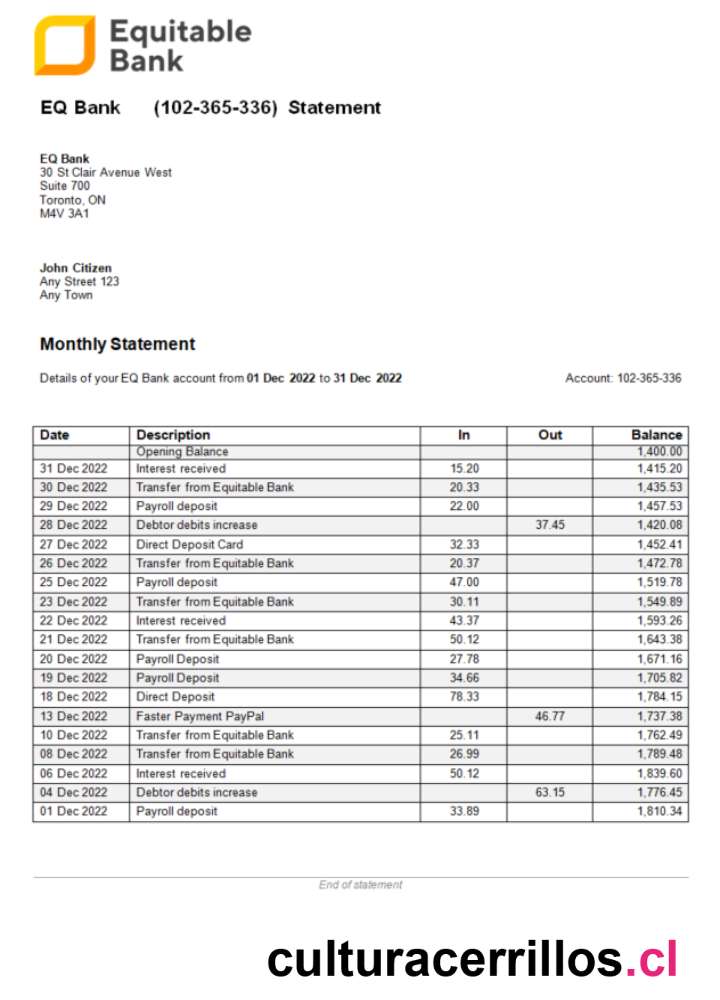 Equitable
Bank
EQ Bank (102-365-336) Statement
EQ Bank
30 St Clair Avenue West
Suite 700
Toronto, ON
M4V 3A1
John Citizen
Any Street 123
Any Town
Monthly Statement
Details of your EQ Bank account from 01 Dec 2022 to 31 Dec 2022 Account: 102-365-336
Date Description In Out Balance
Opening Balance 1,400.00
31 Dec 2022 Interest received 15.20 1,415.20
30 Dec 2022 Transfer from Equitable Bank 20.33 1,435.53
29 Dec 2022 Payroll deposit 22.00 1,457.53
28 Dec 2022 Debtor debits increase 37.45 1,420.08
27 Dec 2022 Direct Deposit Card 32.33 1,452.41
26 Dec 2022 Transfer from Equitable Bank 20.37 1,472.78
25 Dec 2022 Payroll deposit 47.00 1,519.78
23 Dec 2022 Transfer from Equitable Bank 30.11 1,549.89
22 Dec 2022 Interest received 43.37 1,593.26
21 Dec 2022 Transfer from Equitable Bank 50.12 1,643.38
20 Dec 2022 Payroll Deposit 27.78 1,671.16
19 Dec 2022 Payroll Deposit 34.66 1,705.82
18 Dec 2022 Direct Deposit 78.33 1,784.15
13 Dec 2022 Faster Payment PayPal 46.77 1,737.38
10 Dec 2022 Transfer from Equitable Bank 25.11 1,762.49
08 Dec 2022 Transfer from Equitable Bank 26.99 1,789.48
06 Dec 2022 Interest received 50.12 1,839.60
04 Dec 2022 Debtor debits increase 63.15 1,776.45
01 Dec 2022 Payroll deposit 33.89 1,810.34
End of statement
culturacerrillos.cl